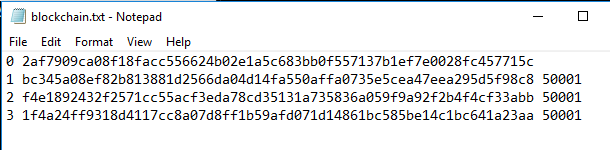 blockchain.txt - Notepad
File Edit Format View Help
0 2af7909ca08f18facc556624b02e1a5c683bb0f557137b1ef7e0028fc457715c
1 bc345a08ef82b813881d2566da04d14fa550affa0735e5cea47eea295d5f98c8 50001
2 f4e1892432f2571cc55acf3eda78cd35131a735836a059f9a92f2b4f4cf33abb 50001
3 1f4a24ff9318d4117cc8a07d8ff1b59afd071d14861bc585be14c1bc641a23aa 50001